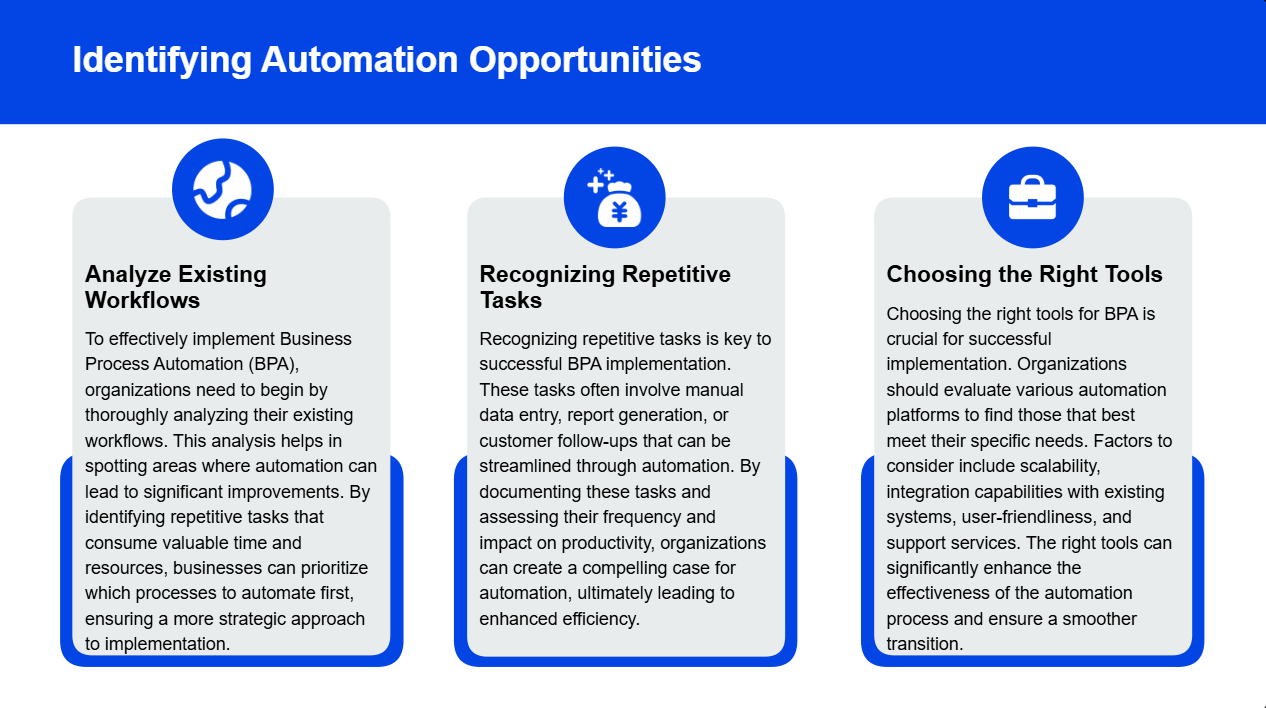 Identifying Automation Opportunities
Analyze Existing
Workflows
To effectively implement Business
Process Automation (BPA),
organizations need to begin by
thoroughly analyzing their existing
workflows. This analysis helps in
spotting areas where automation can
lead to significant improvements. By
identifying repetitive tasks that
consume valuable time and
resources, businesses can prioritize
which processes to automate first,
ensuring a more strategic approach
to implementation.
¥
Recognizing Repetitive
Tasks
Recognizing repetitive tasks is key to
successful BPA implementation.
These tasks often involve manual
data entry, report generation, or
customer follow-ups that can be
streamlined through automation. By
documenting these tasks and
assessing their frequency and
impact on productivity, organizations
can create a compelling case for
automation, ultimately leading to
enhanced efficiency.
Choosing the Right Tools
Choosing the right tools for BPA is
crucial for successful
implementation. Organizations
should evaluate various automation
platforms to find those that best
meet their specific needs. Factors to
consider include scalability,
integration capabilities with existing
systems, user-friendliness, and
support services. The right tools can
significantly enhance the
effectiveness of the automation
process and ensure a smoother
transition.